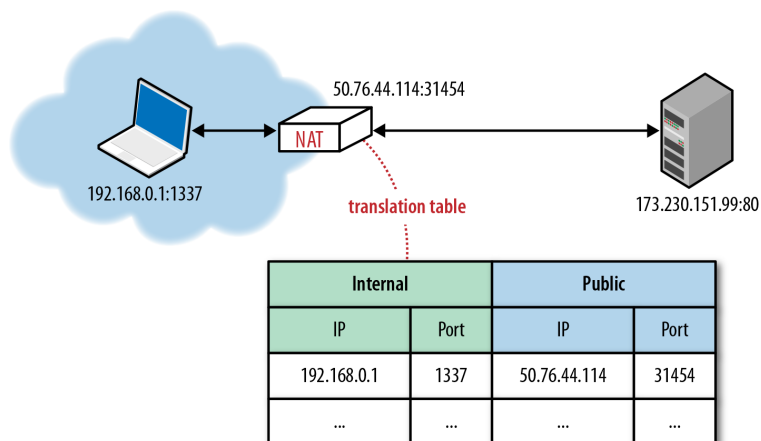 50.76.44.114:31454
NAT
192.168.0.1:1337
173.230.151.99:80
translation table
Internal Public
IP Port IP Port
192.168.0.1 1337 50.76.44.114 31454
... ... ... ...